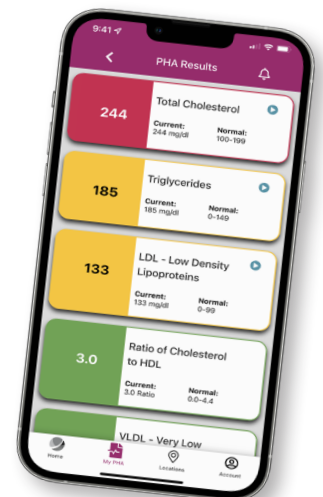 9:41
PHA Results
244
Total Cholesterol
Current: Normal:
244 mg/dl 100-199
185
Triglycerides
Current: Normal:
185 mg/dl 0-149
133
LDL - Low Density
Lipoproteins
Current: Normal:
133 mg/dl 0-99
3.0
Ratio of Cholesterol
to HDL
Current: Normal:
3.0 Ratio 0.0-4.4
VLDL - Very Low
Home My PHA Locations Account